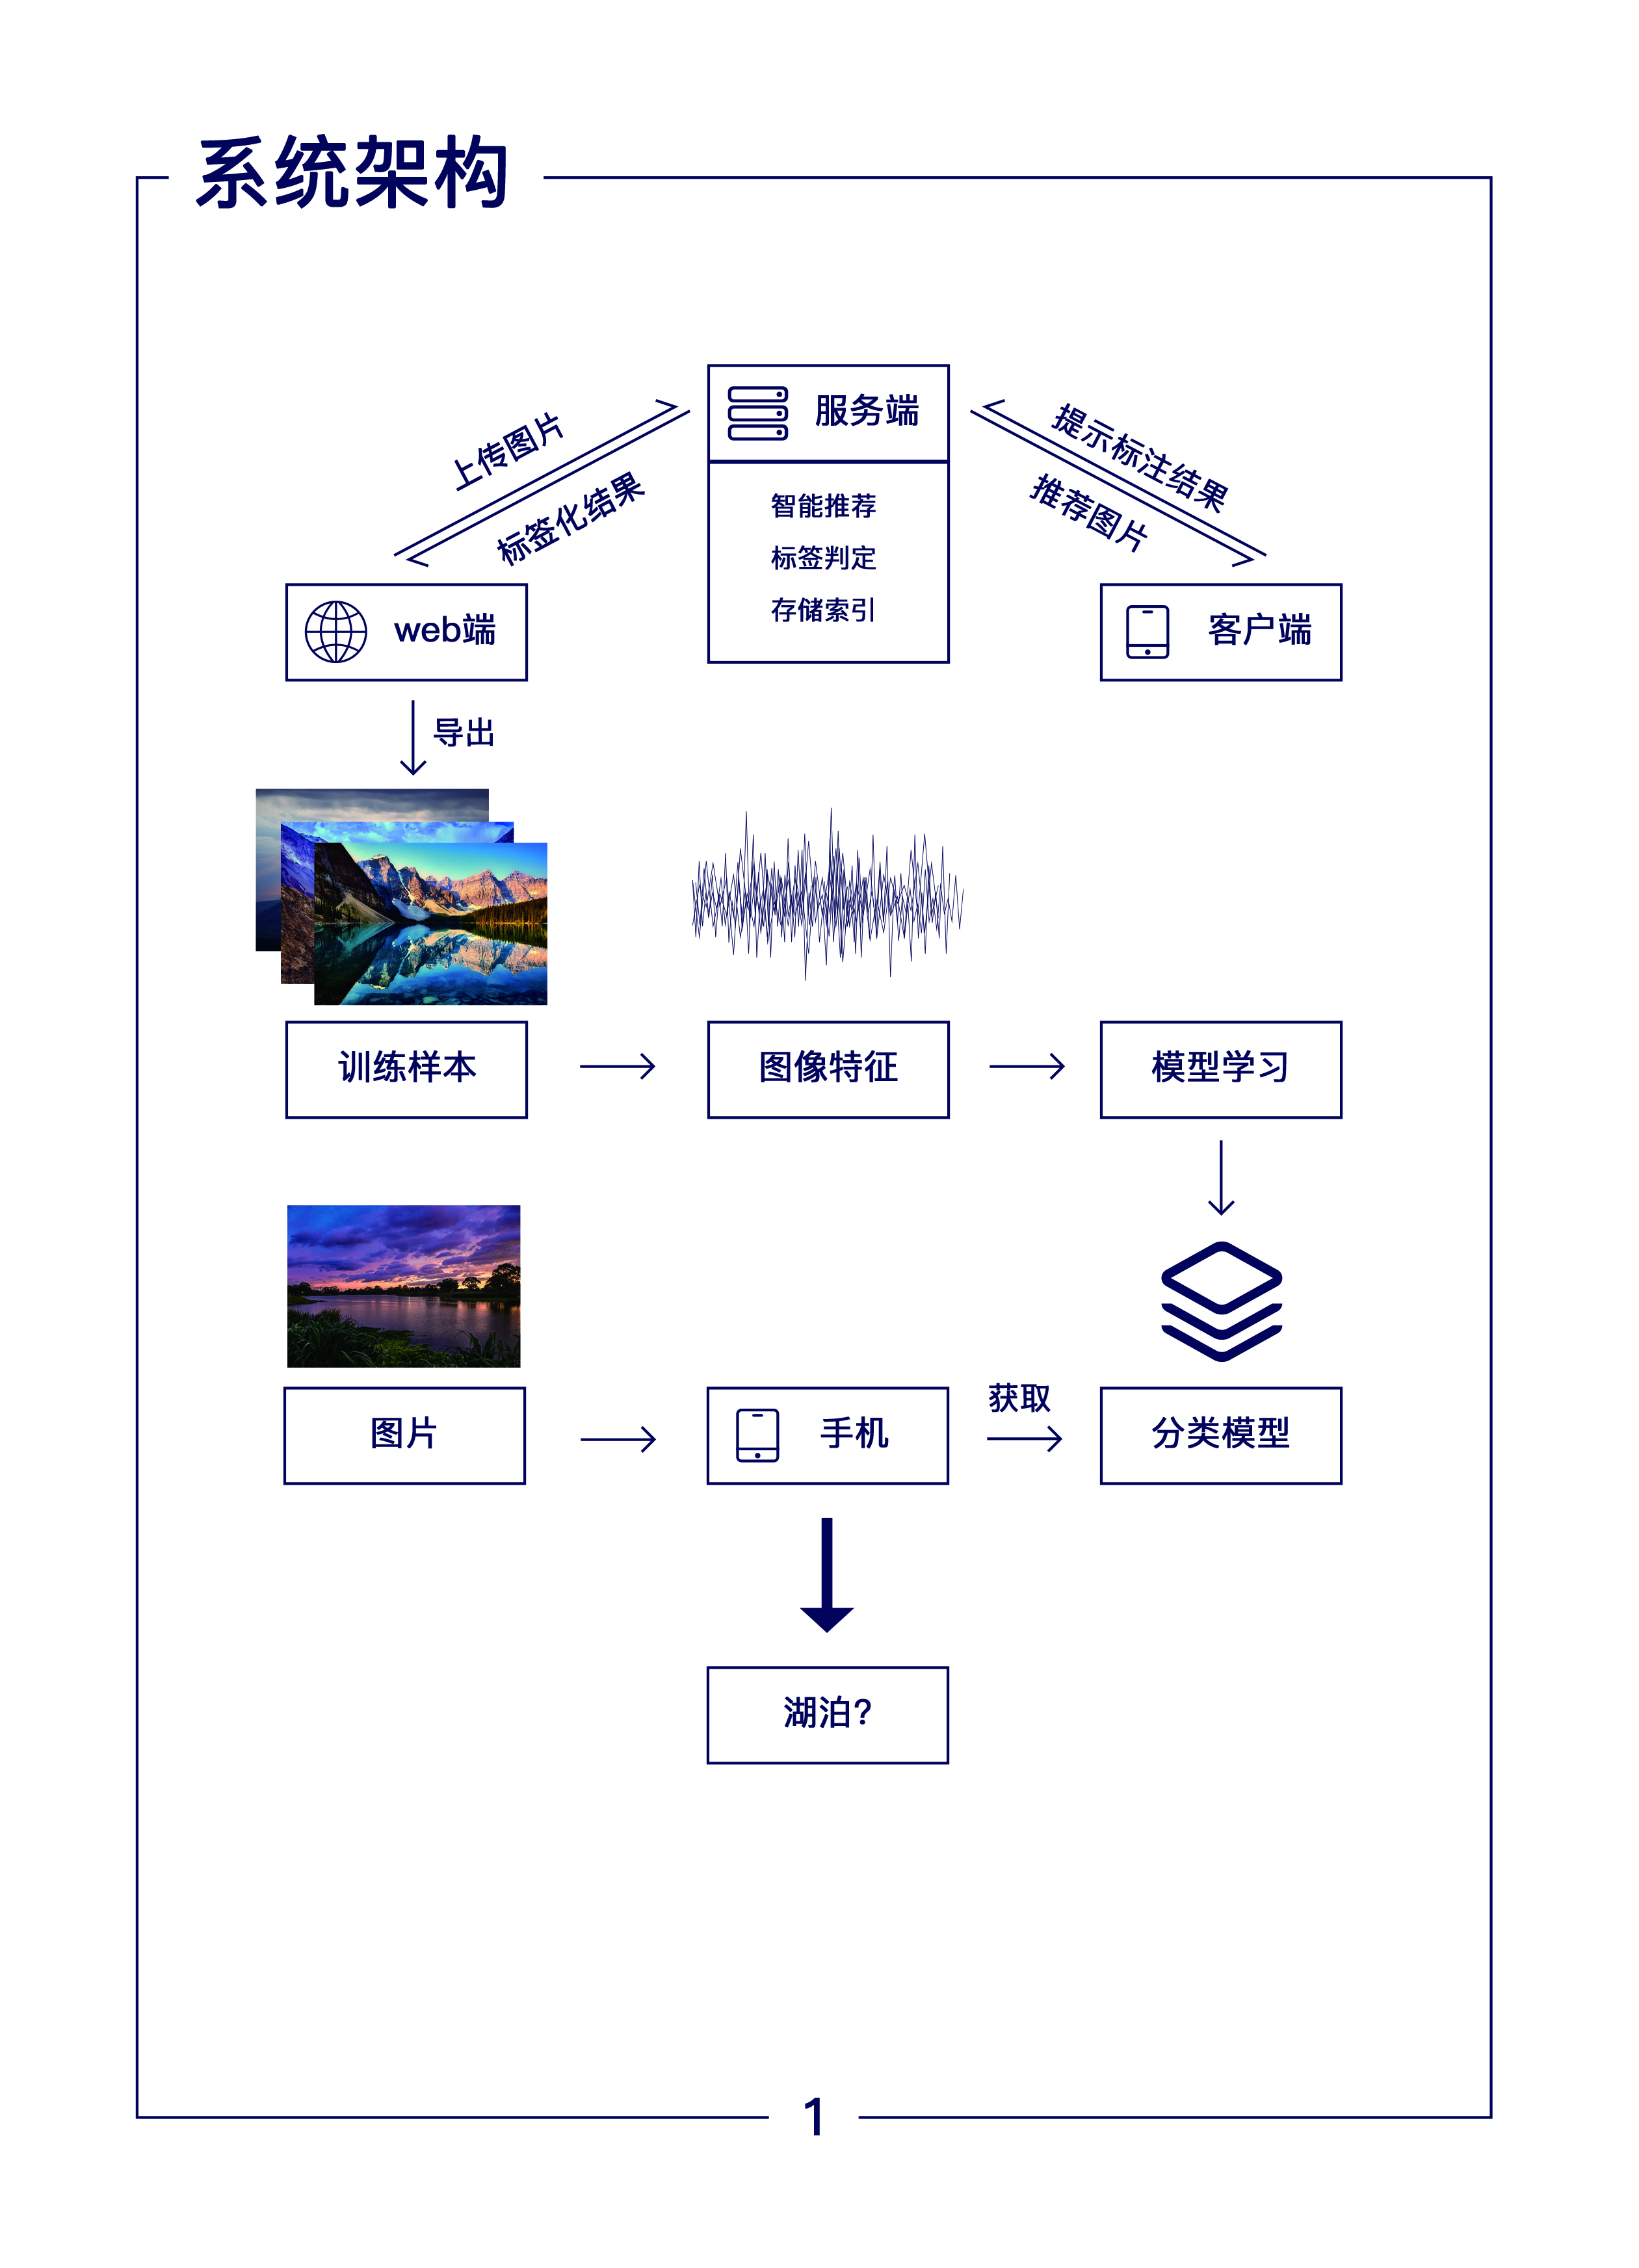 系统架构
服务端
上传图片
标签化结果
提示标注结果
推荐图片
智能推荐
标签判定
存储索引
web端
客户端
导出
训练样本
图像特征
模型学习
图片
手机
获取
分类模型
湖泊?
1